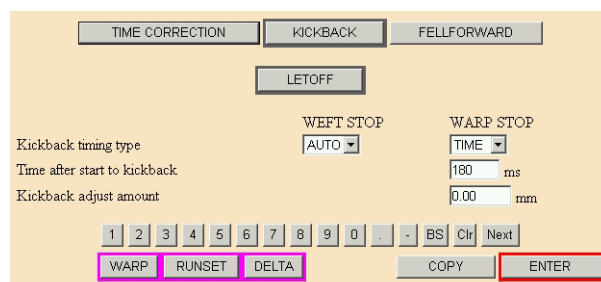 TIME CORRECTION KICKBACK FELLFORWARD
LETOFF
WEFT STOP WARP STOP
Kickback timing type AUTO TIME
Time after start to kickback 180 ms
Kickback adjust amount 0.00 mm
1 2 3 4 5 6 7 8 9 0 . - BS Clr Next
WARP RUNSET DELTA COPY ENTER